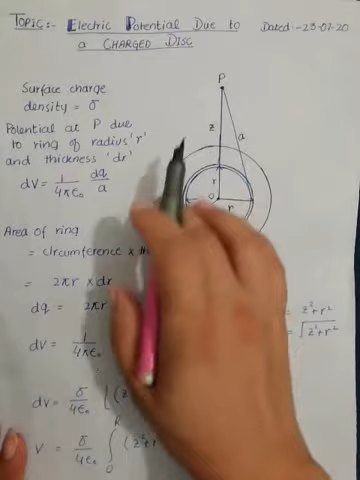 TOPIC:- Electric Potential Due to
a CHARGED DISC
Dated:-23-07-20
Surface charge
density = σ
Potential at P due
to ring of radius 'r'
and thickness 'dr'
dV = 1/4πε₀ dq/a
P
z
a
r
O
r
Area of ring
= circumference ×
= 2πr × dr
dq = 2πr
= z²+r²
= √z²+r²
dV = 1/4πε₀
dV = σ/4ε₀ [(z
V = σ/4ε₀ ∫₀ᴿ (z²+r